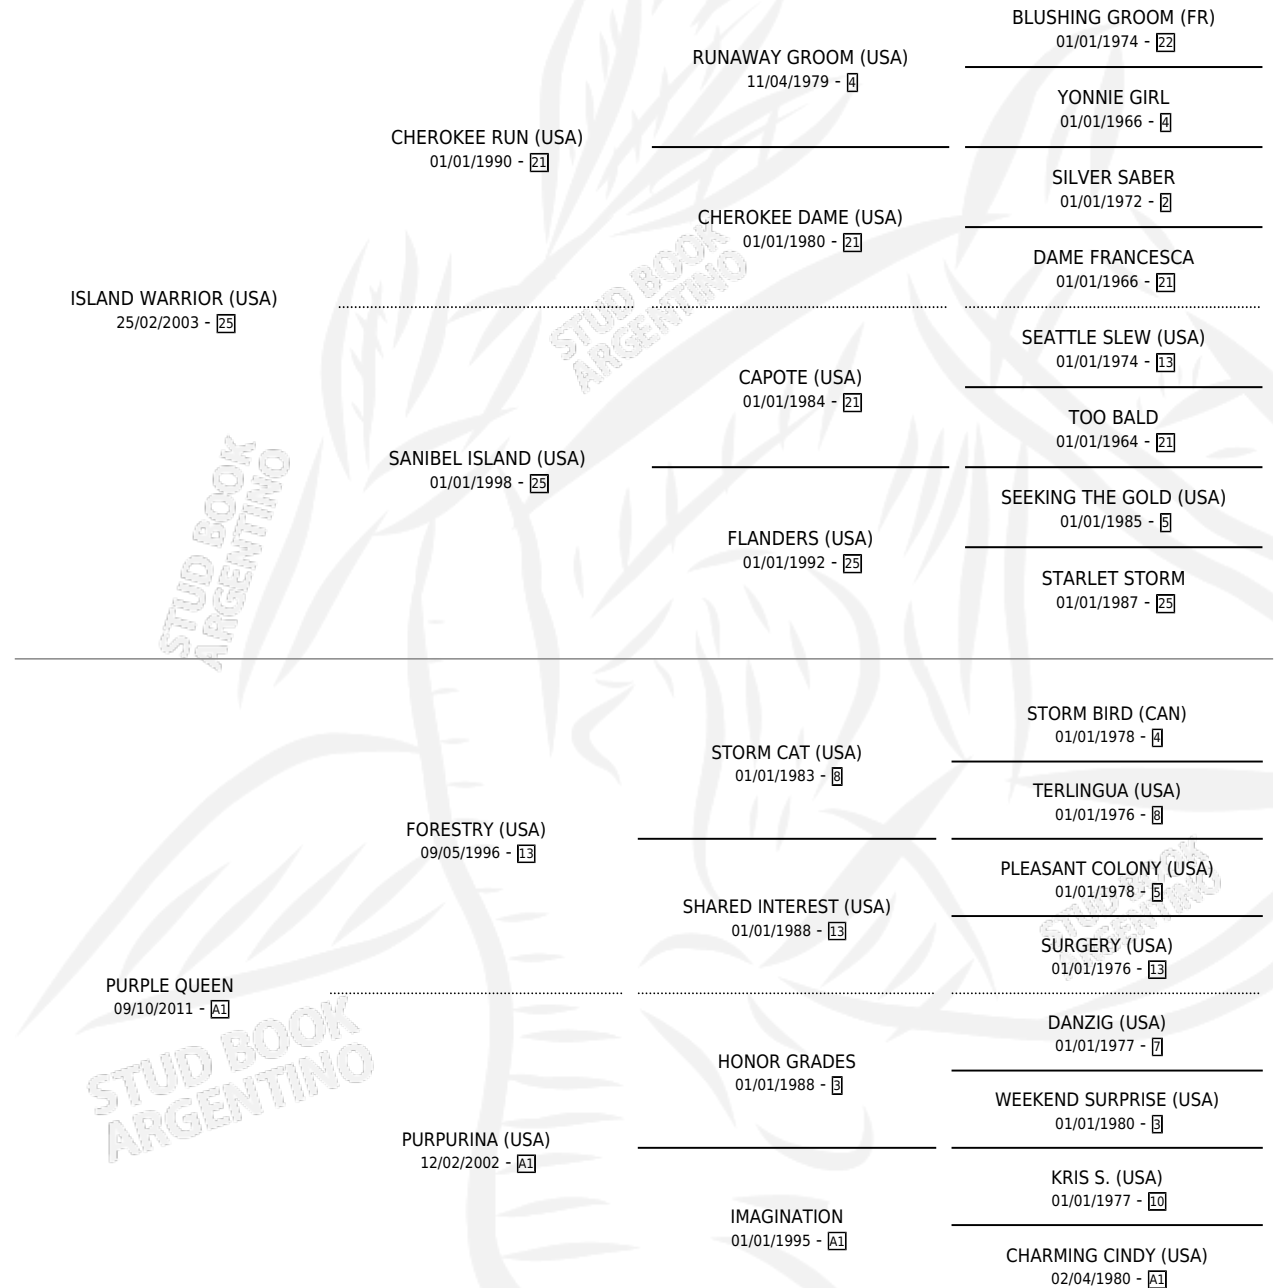 BLUSHING GROOM (FR)
01/01/1974 - 22
RUNAWAY GROOM (USA)
11/04/1979 - 4
YONNIE GIRL
01/01/1966 - 4
CHEROKEE RUN (USA)
01/01/1990 - 21
SILVER SABER
01/01/1972 - 2
CHEROKEE DAME (USA)
01/01/1980 - 21
DAME FRANCESCA
01/01/1966 - 21
ISLAND WARRIOR (USA)
25/02/2003 - 25
SEATTLE SLEW (USA)
01/01/1974 - 13
CAPOTE (USA)
01/01/1984 - 21
TOO BALD
01/01/1964 - 21
SANIBEL ISLAND (USA)
01/01/1998 - 25
SEEKING THE GOLD (USA)
01/01/1985 - 5
FLANDERS (USA)
01/01/1992 - 25
STARLET STORM
01/01/1987 - 25
STORM BIRD (CAN)
01/01/1978 - 4
STORM CAT (USA)
01/01/1983 - 8
TERLINGUA (USA)
01/01/1976 - 8
FORESTRY (USA)
09/05/1996 - 13
PLEASANT COLONY (USA)
01/01/1978 - 5
SHARED INTEREST (USA)
01/01/1988 - 13
SURGERY (USA)
01/01/1976 - 13
PURPLE QUEEN
09/10/2011 - A1
DANZIG (USA)
01/01/1977 - 7
HONOR GRADES
01/01/1988 - 3
WEEKEND SURPRISE (USA)
01/01/1980 - 3
PURPURINA (USA)
12/02/2002 - A1
KRIS S. (USA)
01/01/1977 - 10
IMAGINATION
01/01/1995 - A1
CHARMING CINDY (USA)
02/04/1980 - A1
STUD BOOK
ARGENTINO
STUD BOOK
ARGENTINO
STUD BOOK
ARGENTINO
STUD BOOK
ARGENTINO